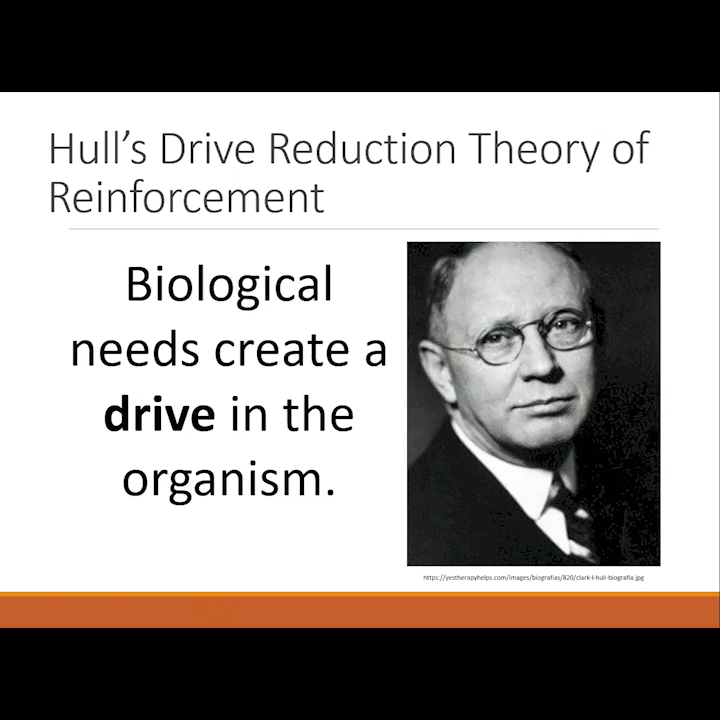 Hull’s Drive Reduction Theory of
Reinforcement
Biological
needs create a
drive in the
organism.
https://yestherapyhelps.com/images/biografias/820/clark-l-hull-biografia.jpg